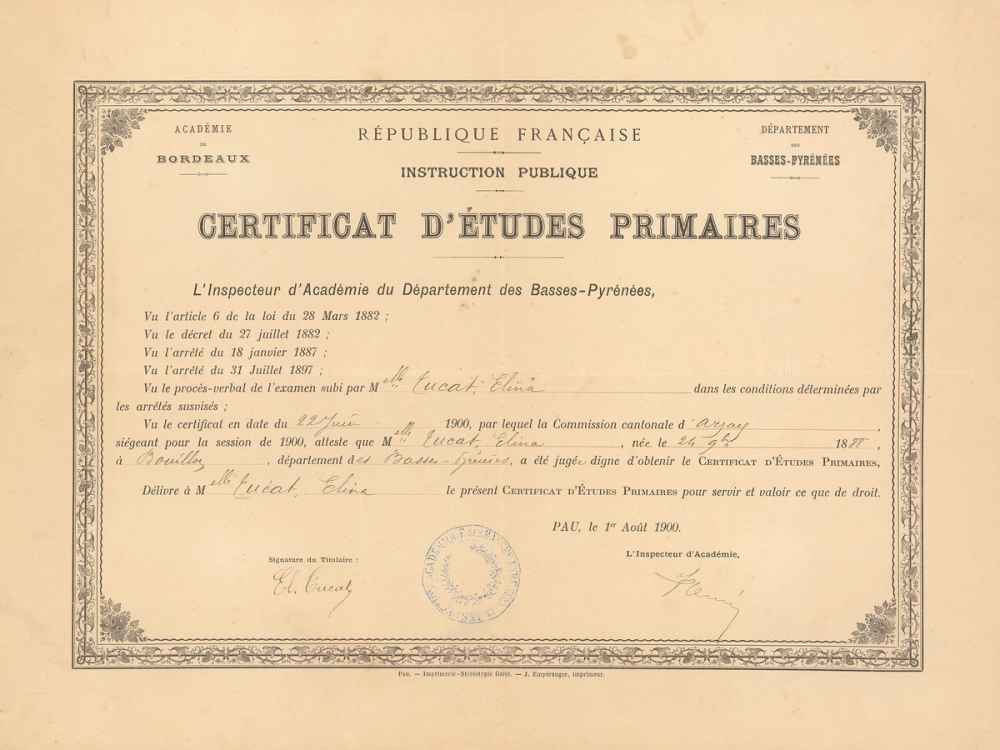 ACADÉMIE
DE
BORDEAUX
RÉPUBLIQUE FRANÇAISE
INSTRUCTION PUBLIQUE
DÉPARTEMENT
DES
BASSES-PYRÉNÉES
CERTIFICAT D'ÉTUDES PRIMAIRES
L'Inspecteur d'Académie du Département des Basses-Pyrénées,
Vu l'article 6 de la loi du 28 Mars 1882 ;
Vu le décret du 27 juillet 1882 ;
Vu l'arrêté du 18 janvier 1887 ;
Vu l'arrêté du 31 Juillet 1897 ;
Vu le procès-verbal de l'examen subi par Melle Tucat, Elina dans les conditions déterminées par
les arrêtés susvisés ;
Vu le certificat en date du 22 Juin 1900, par lequel la Commission cantonale d'arzacq,
siégeant pour la session de 1900, atteste que Melle Tucat, Elina, née le 24 9bre 1888,
à Bouillon, département des Basses-Pyrénées, a été jugée digne d'obtenir le CERTIFICAT D'ÉTUDES PRIMAIRES,
Délivre à Melle Tucat, Elina le présent CERTIFICAT D'ÉTUDES PRIMAIRES pour servir et valoir ce que de droit.
PAU, le 1er Août 1900.
Signature du Titulaire :
L'Inspecteur d'Académie,
El. Tucat
Pau. — Imprimerie-Stéréotypie Garet. — J. Empérauger, imprimeur.